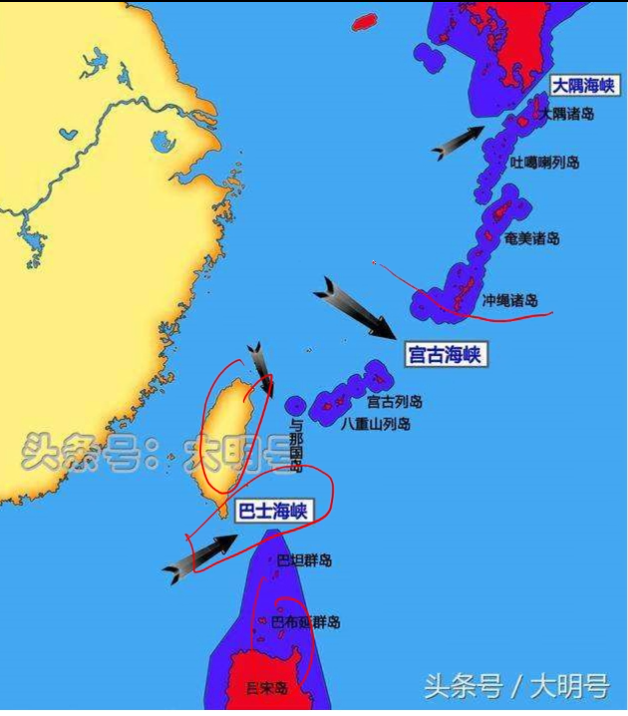 大隅海峡
大隅诸岛
吐噶喇列岛
奄美诸岛
冲绳诸岛
宫古海峡
宫古列岛
八重山列岛
与那国岛
头条号：大明号
巴士海峡
巴坦群岛
巴布延群岛
吕宋岛
头条号 / 大明号